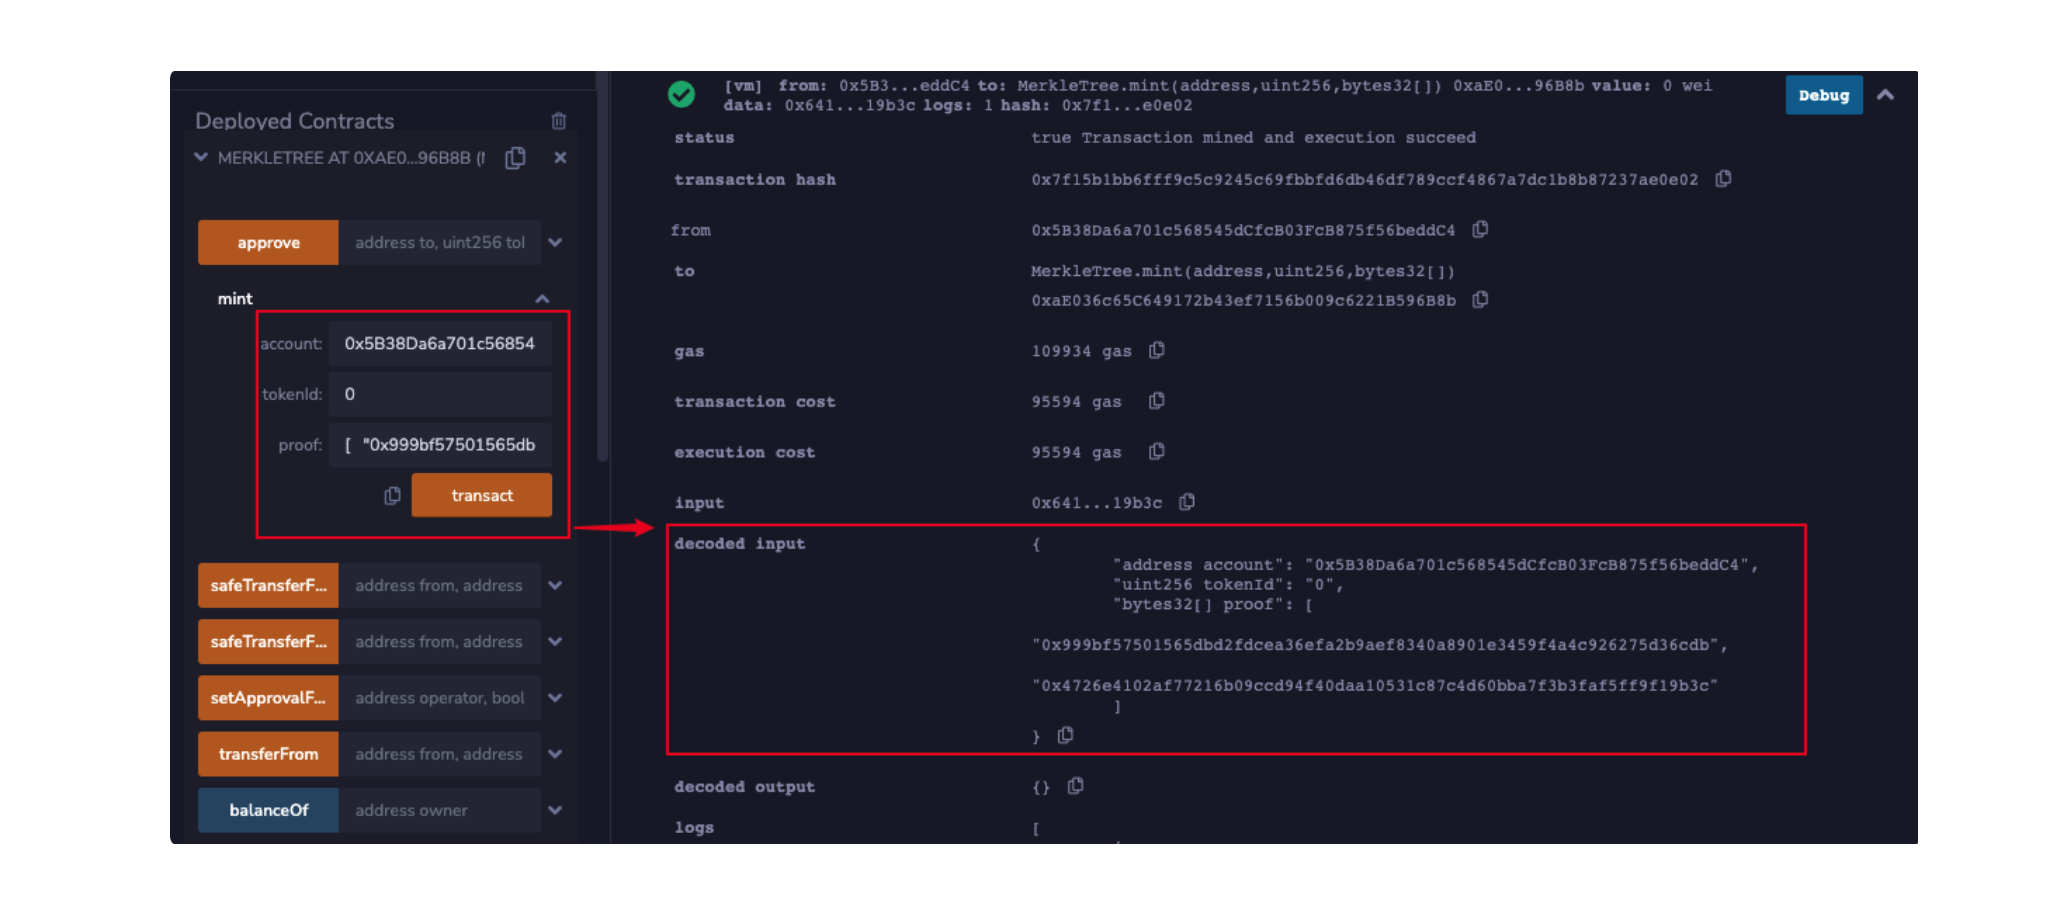 Deployed Contracts
MERKLETREE AT 0XAE0...96B8B (
approve address to, uint256 tol
mint
account: 0x5B38Da6a701c56854
tokenId: 0
proof: [ "0x999bf57501565db
transact
safeTransferF... address from, address
safeTransferF... address from, address
setApprovalF... address operator, bool
transferFrom address from, address
balanceOf address owner
[vm] from: 0x5B3...eddC4 to: MerkleTree.mint(address,uint256,bytes32[]) 0xaE0...96B8b value: 0 wei
data: 0x641...19b3c logs: 1 hash: 0x7f1...e0e02
Debug
status true Transaction mined and execution succeed
transaction hash 0x7f15b1bb6fff9c5c9245c69fbbfd6db46df789ccf4867a7dc1b8b87237ae0e02
from 0x5B38Da6a701c568545dCfcB03FcB875f56beddC4
to MerkleTree.mint(address,uint256,bytes32[])
0xaE036c65C649172b43ef7156b009c6221B596B8b
gas 109934 gas
transaction cost 95594 gas
execution cost 95594 gas
input 0x641...19b3c
decoded input {
"address account": "0x5B38Da6a701c568545dCfcB03FcB875f56beddC4",
"uint256 tokenId": "0",
"bytes32[] proof": [
"0x999bf57501565dbd2fdcea36efa2b9aef8340a8901e3459f4a4c926275d36cdb",
"0x4726e4102af77216b09ccd94f40daa10531c87c4d60bba7f3b3faf5ff9f19b3c"
]
}
decoded output {}
logs [